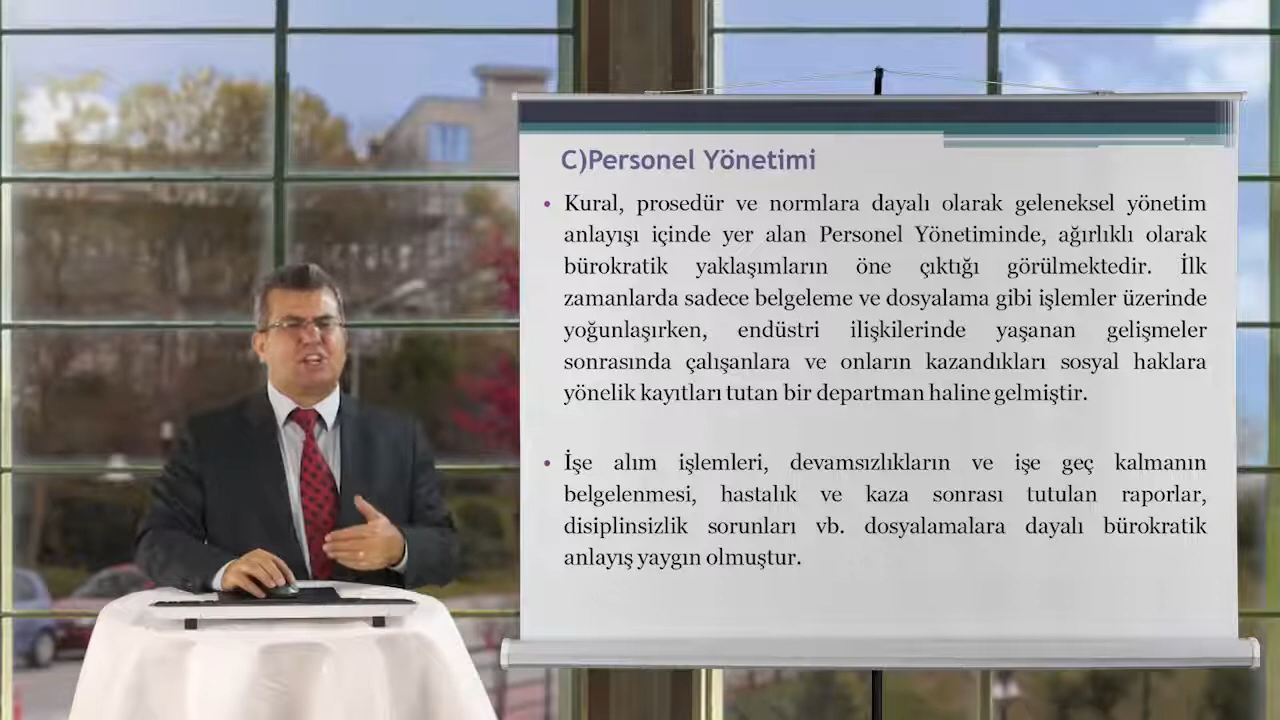 C)Personel Yönetimi
• Kural, prosedür ve normlara dayalı olarak geleneksel yönetim
anlayışı içinde yer alan Personel Yönetiminde, ağırlıklı olarak
bürokratik yaklaşımların öne çıktığı görülmektedir. İlk
zamanlarda sadece belgeleme ve dosyalama gibi işlemler üzerinde
yoğunlaşırken, endüstri ilişkilerinde yaşanan gelişmeler
sonrasında çalışanlara ve onların kazandıkları sosyal haklara
yönelik kayıtları tutan bir departman haline gelmiştir.
• İşe alım işlemleri, devamsızlıkların ve işe geç kalmanın
belgelenmesi, hastalık ve kaza sonrası tutulan raporlar,
disiplinsizlik sorunları vb. dosyalamalara dayalı bürokratik
anlayış yaygın olmuştur.